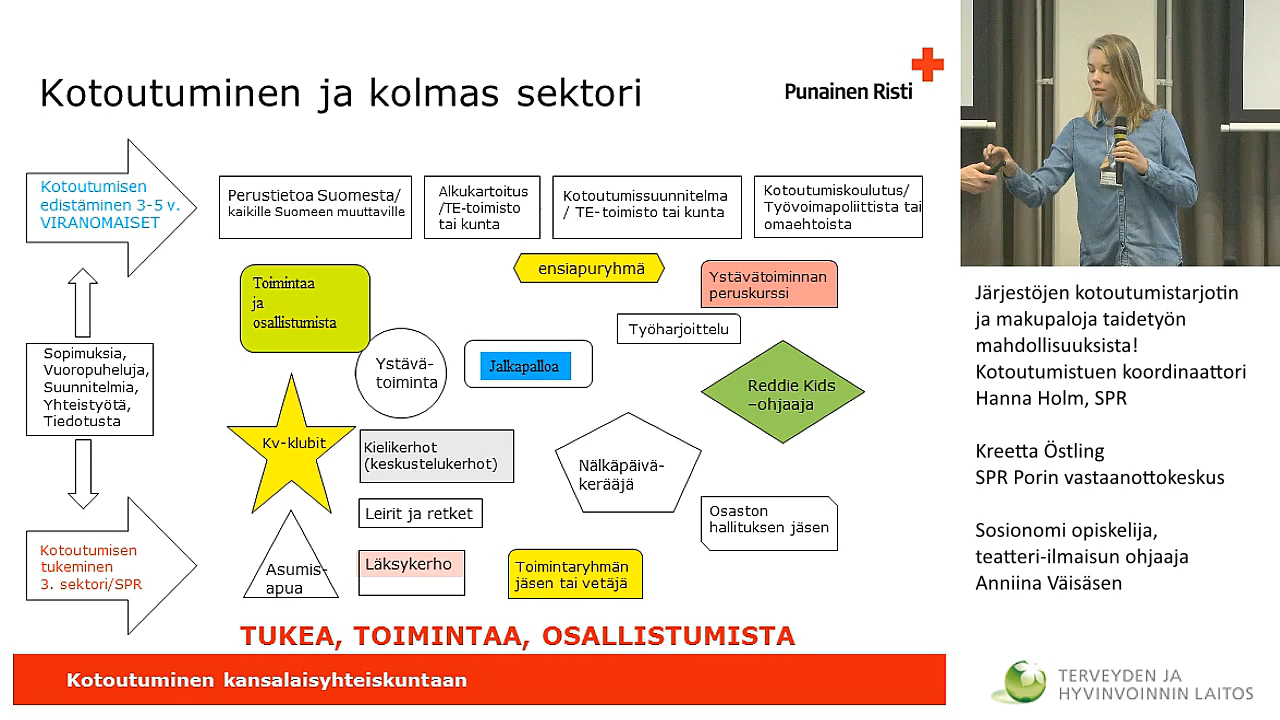 Kotoutuminen ja kolmas sektori
Punainen Risti
Kotoutumisen
edistäminen 3-5 v.
VIRANOMAISET
Perustietoa Suomesta/
kaikille Suomeen muuttaville
Alkukartoitus
/TE-toimisto
tai kunta
Kotoutumissuunnitelma
/ TE-toimisto tai kunta
Kotoutumiskoulutus/
Työvoimapoliittista tai
omaehtoista
Toimintaa
ja
osallistumista
ensiapuryhmä
Ystävätoiminnan
peruskurssi
Työharjoittelu
Ystävä-
toiminta
Jalkapalloa
Reddie Kids
–ohjaaja
Sopimuksia,
Vuoropuheluja,
Suunnitelmia,
Yhteistyötä,
Tiedotusta
Kv-klubit
Kielikerhot
(keskustelukerhot)
Nälkäpäivä-
kerääjä
Leirit ja retket
Osaston
hallituksen jäsen
Kotoutumisen
tukeminen
3. sektori/SPR
Asumis-
apua
Läksykerho
Toimintaryhmän
jäsen tai vetäjä
TUKEA, TOIMINTAA, OSALLISTUMISTA
Kotoutuminen kansalaisyhteiskuntaan
Järjestöjen kotoutumistarjotin
ja makupaloja taidetyön
mahdollisuuksista!
Kotoutumistuen koordinaattori
Hanna Holm, SPR
Kreetta Östling
SPR Porin vastaanottokeskus
Sosionomi opiskelija,
teatteri-ilmaisun ohjaaja
Anniina Väisäsen
TERVEYDEN JA
HYVINVOINNIN LAITOS